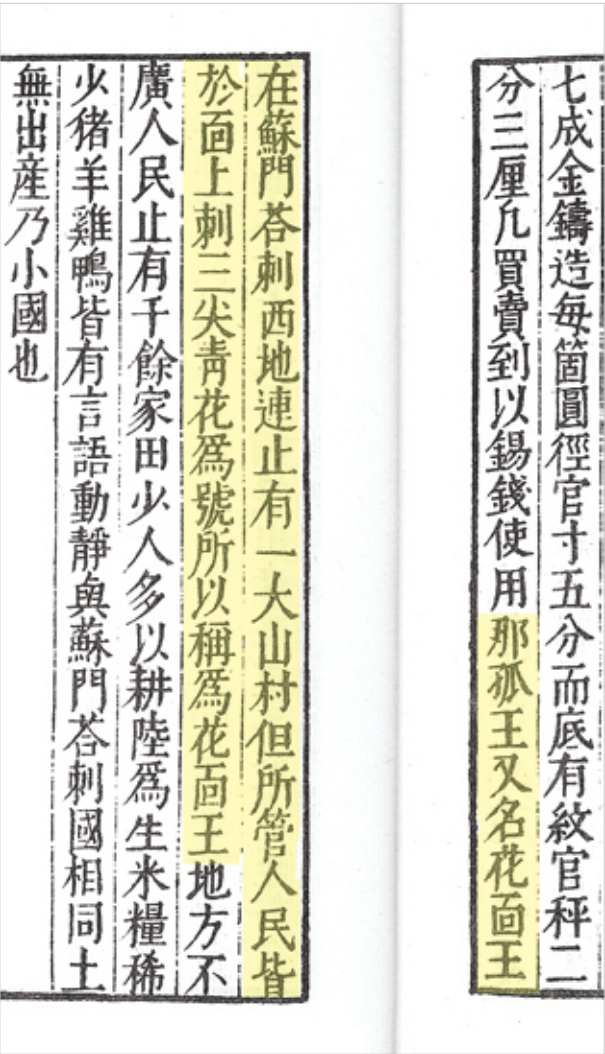 七成金鑄造每箇圓徑官寸五分而底有紋官秤二
分三厘凡買賣到以錫錢使用那孤王又名花面王
在蘇門荅剌西地連止有一大山村但所管人民皆
於面上刺三尖青花爲號所以稱爲花面王地方不
廣人民止有千餘家田少人多以耕陸爲生米糧稀
少猪羊雞鴨皆有言語動靜與蘇門荅剌國相同土
無出産乃小國也